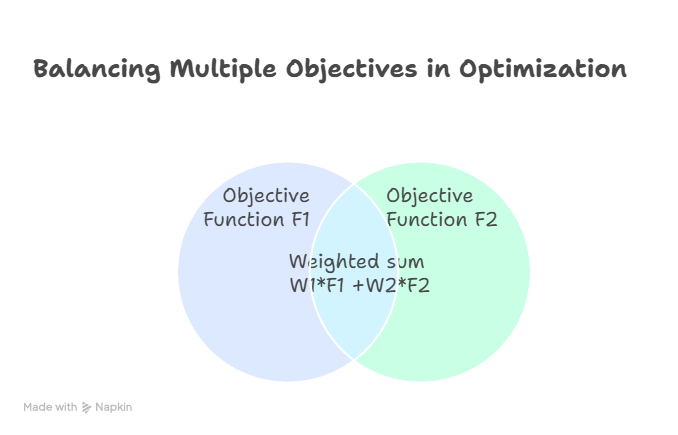 Balancing Multiple Objectives in Optimization
Objective
Function F1
Objective
Function F2
Weighted sum
W1*F1 +W2*F2
Made with Napkin